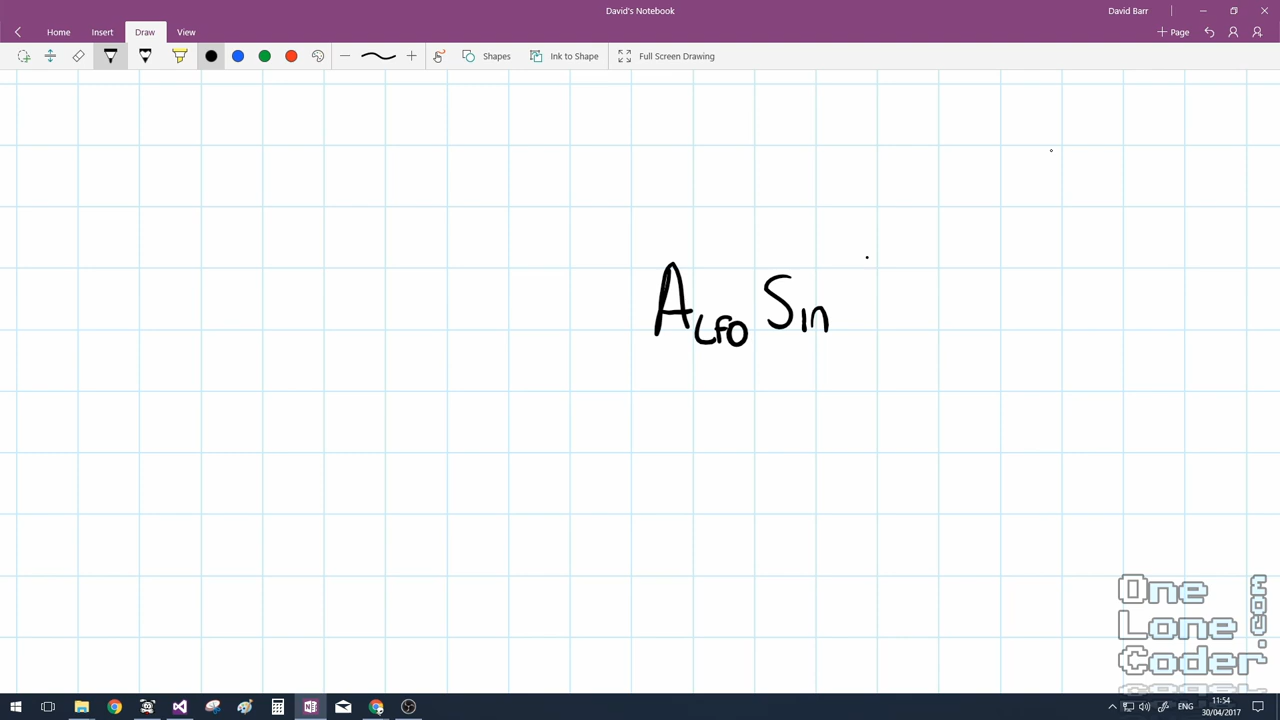 David's Notebook
David Barr
Home Insert Draw View
Page
Shapes Ink to Shape Full Screen Drawing
A LFO Sin
One
Lone
Coder.com
ENG
11:54
30/04/2017